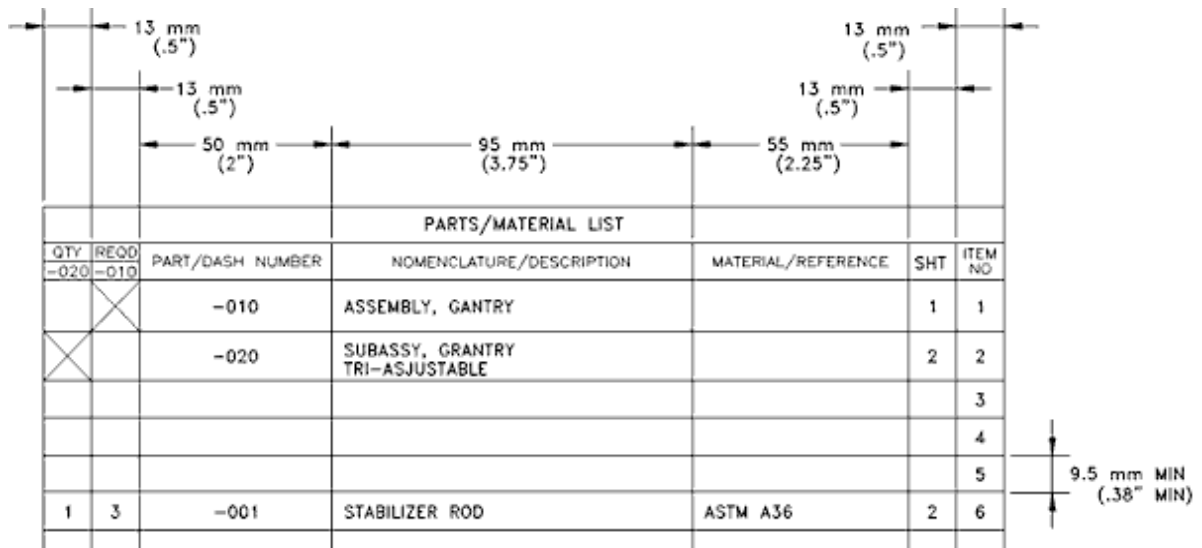 13 mm
(.5")
13 mm
(.5")
13 mm
(.5")
13 mm
(.5")
50 mm
(2")
95 mm
(3.75")
55 mm
(2.25")
PARTS/MATERIAL LIST
QTY REQD PART/DASH NUMBER NOMENCLATURE/DESCRIPTION MATERIAL/REFERENCE SHT ITEM NO
-020 -010
-010 ASSEMBLY, GANTRY 1 1
-020 SUBASSY, GRANTRY 2 2
TRI-ASJUSTABLE
3
4
5
9.5 mm MIN
(.38" MIN)
1 3 -001 STABILIZER ROD ASTM A36 2 6